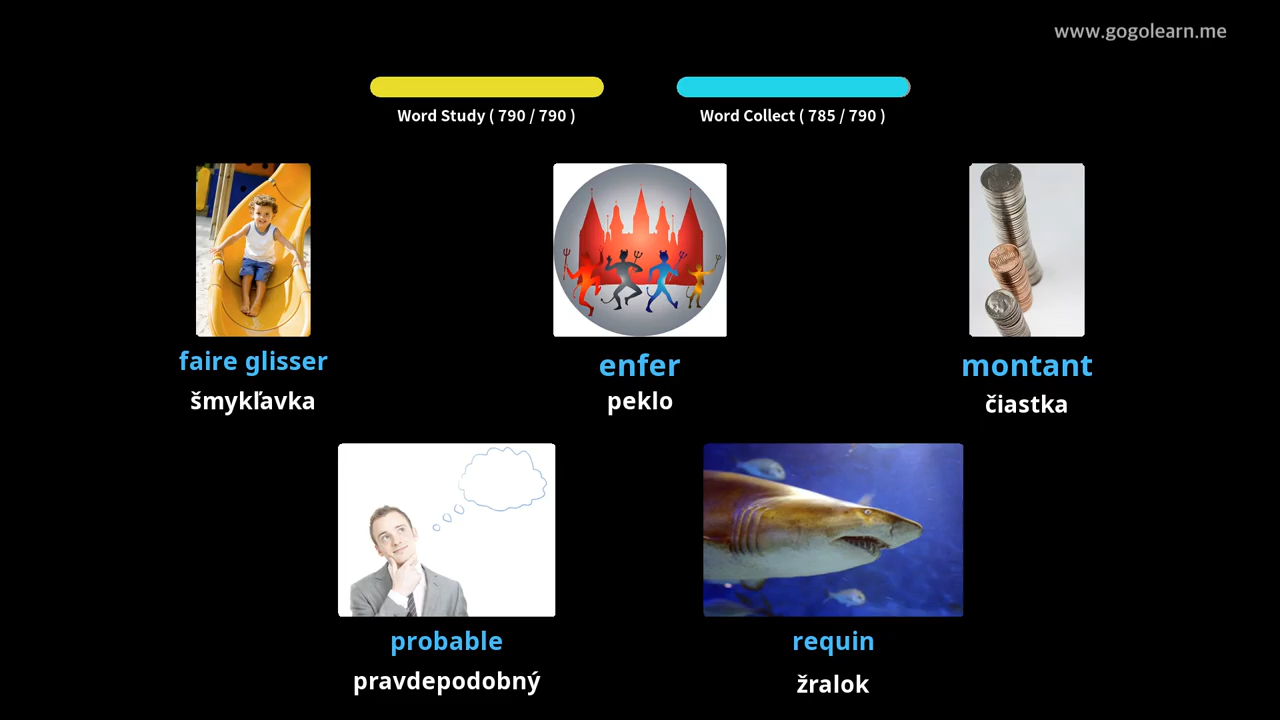 www.gogolearn.me
Word Study ( 790 / 790 )
Word Collect ( 785 / 790 )
faire glisser
šmykľavka
enfer
peklo
montant
čiastka
probable
pravdepodobný
requin
žralok